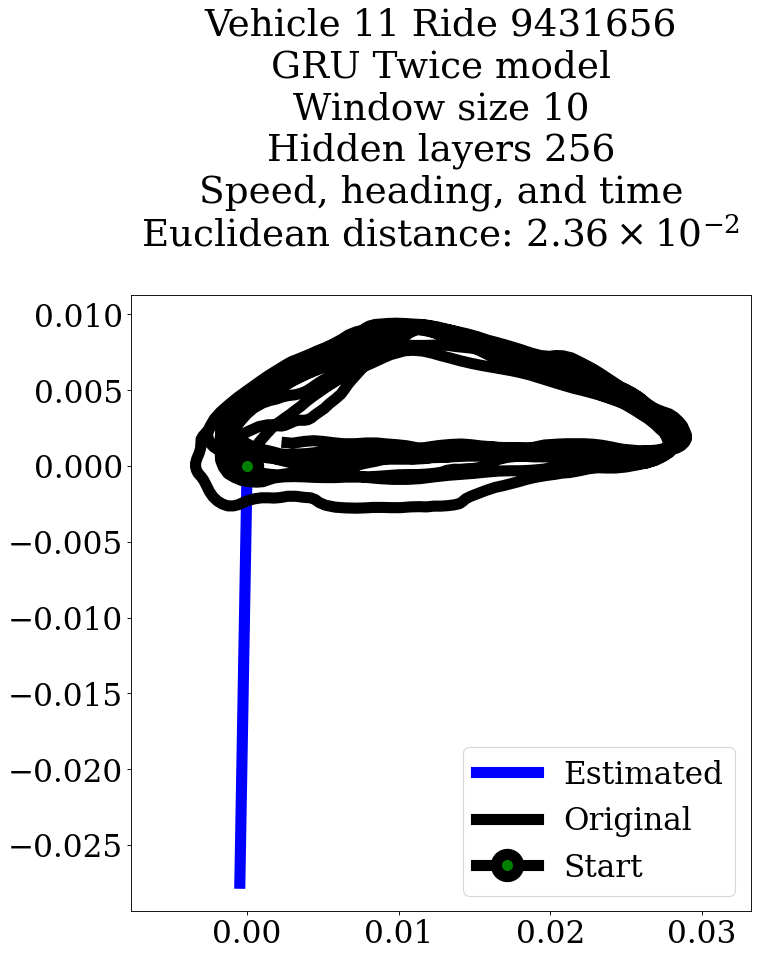 Vehicle 11 Ride 9431656
GRU Twice model
Window size 10
Hidden layers 256
Speed, heading, and time
Euclidean distance: 2.36 × 10⁻²
0.010
0.005
0.000
−0.005
−0.010
−0.015
−0.020
−0.025
Estimated
Original
Start
0.00 0.01 0.02 0.03